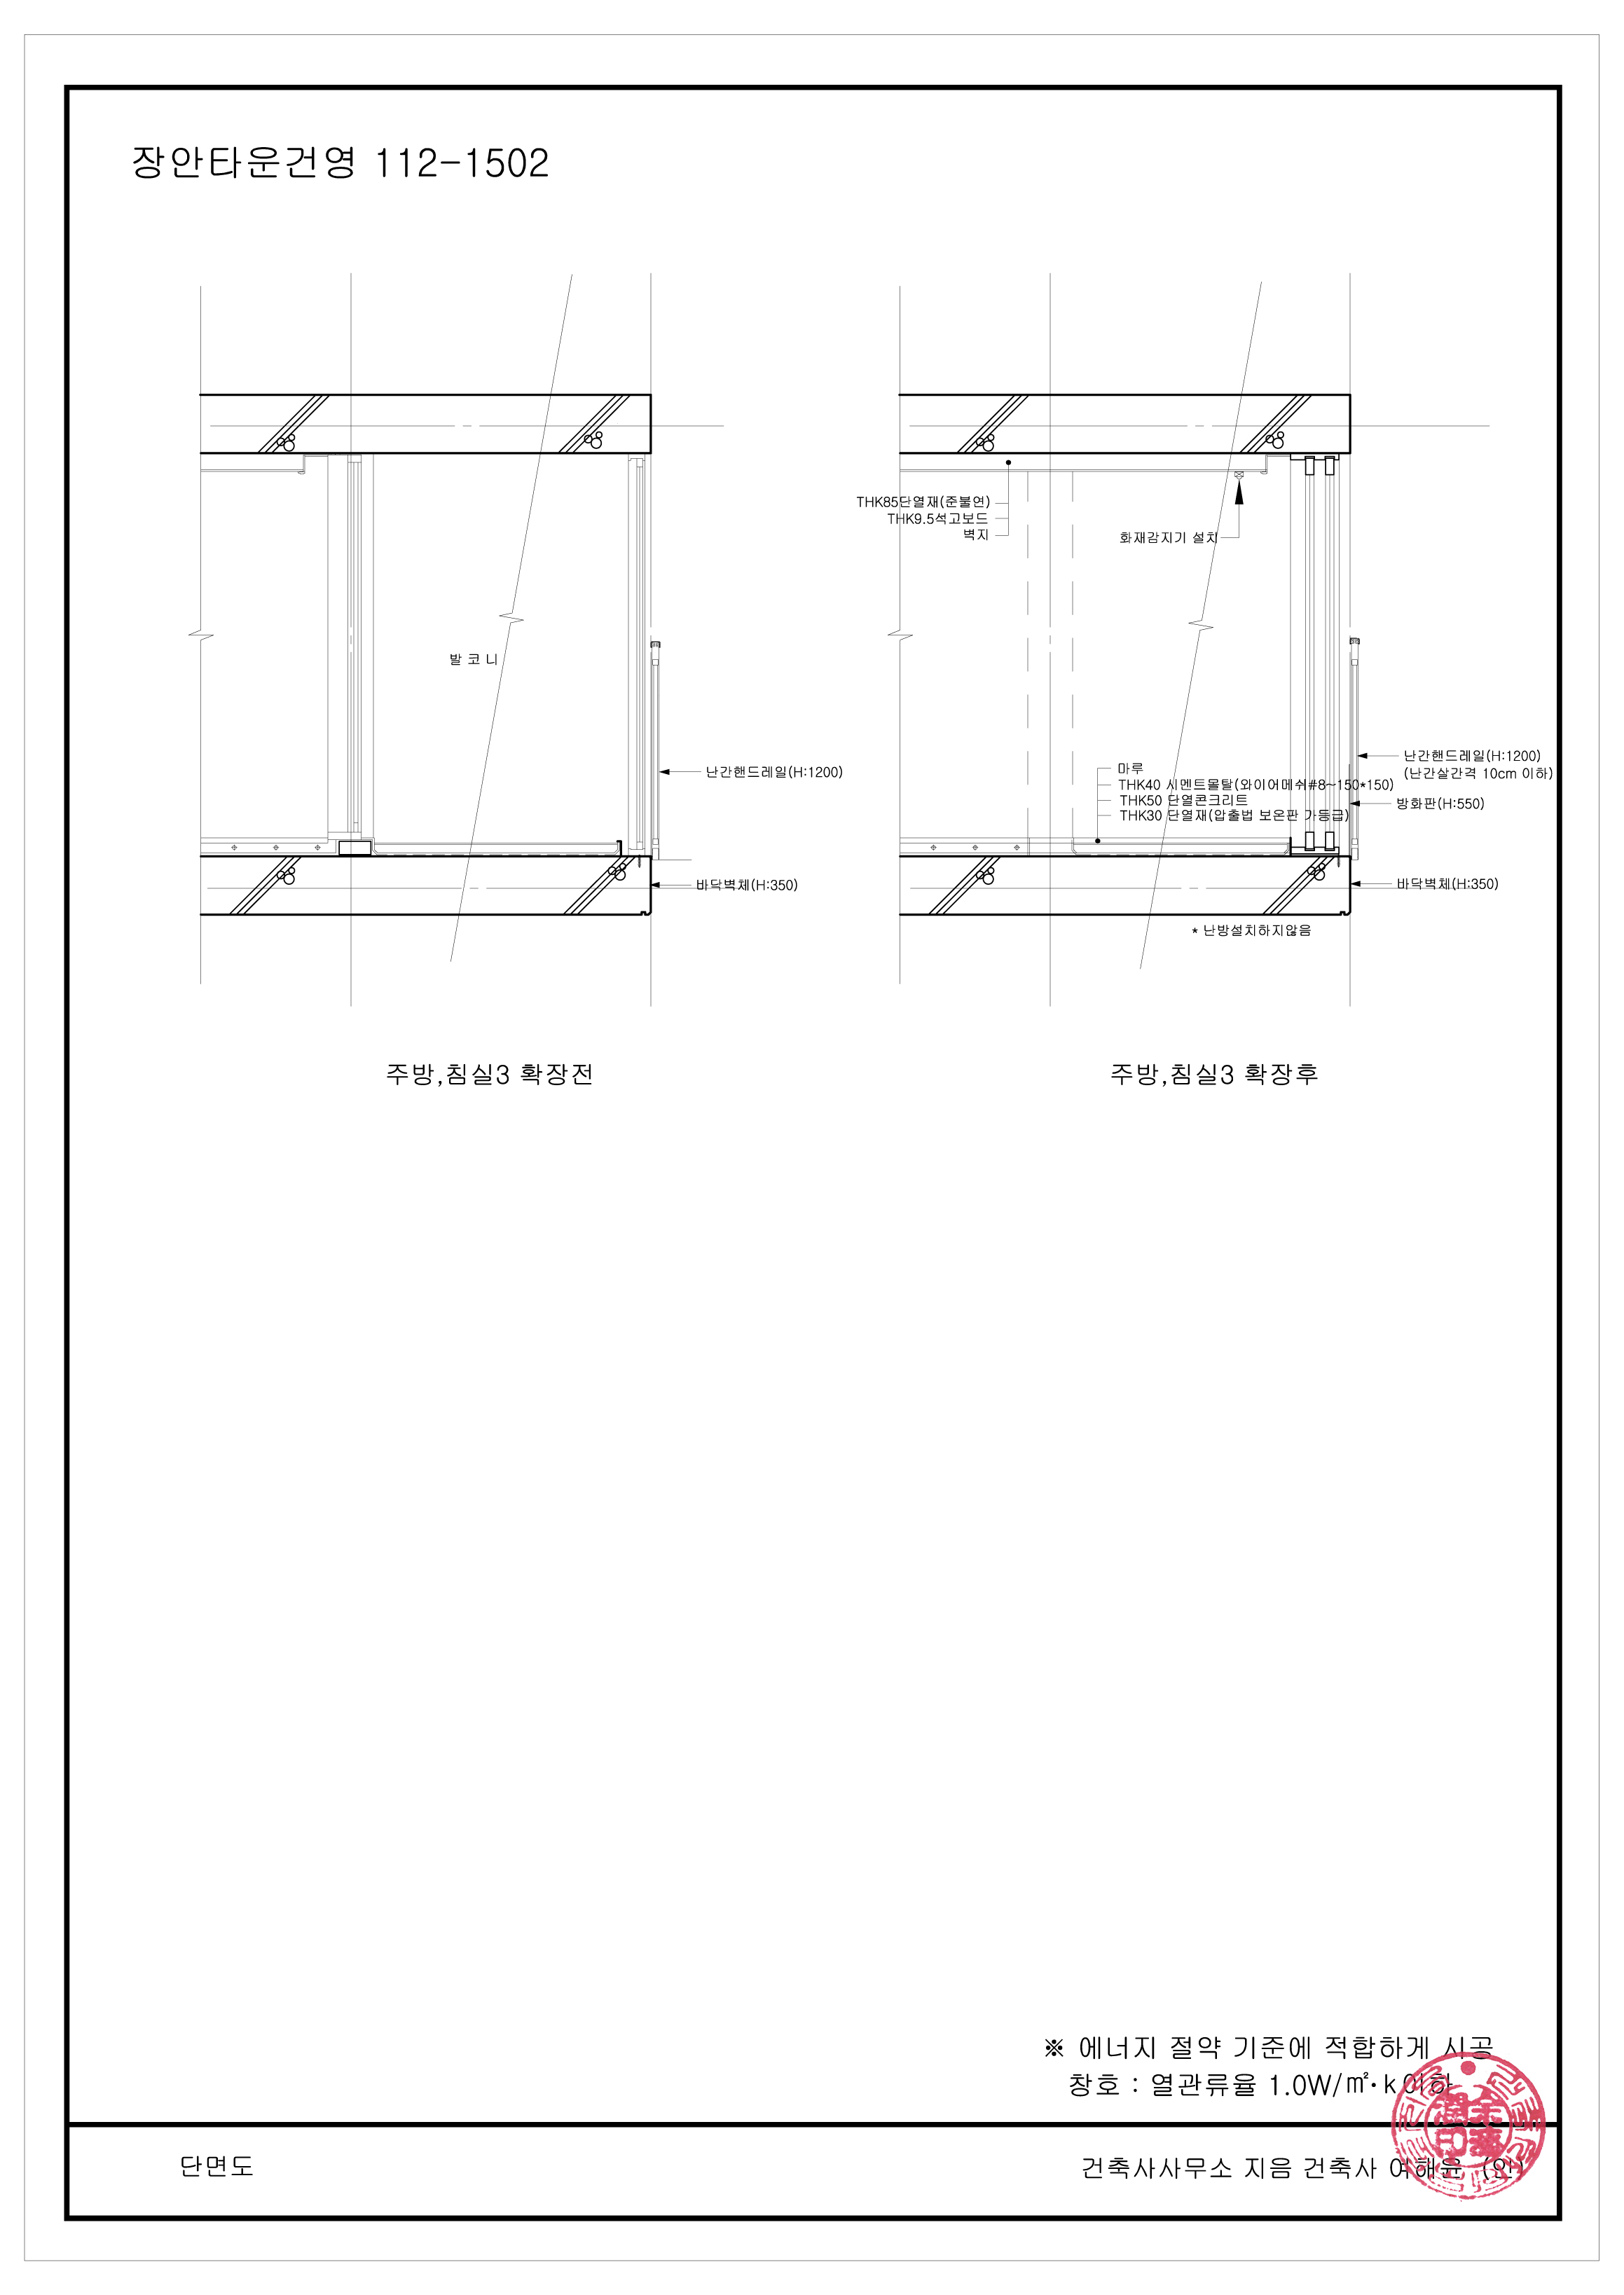 장안타운건영 112-1502
발 코 니
난간핸드레일(H:1200)
바닥벽체(H:350)
주방,침실3 확장전
THK85단열재(준불연)
THK9.5석고보드
벽지
화재감지기 설치
마루
THK40 시멘트몰탈(와이어메쉬#8~150*150)
THK50 단열콘크리트
THK30 단열재(압출법 보온판 가등급)
난간핸드레일(H:1200)
(난간살간격 10cm 이하)
방화판(H:550)
바닥벽체(H:350)
* 난방설치하지않음
주방,침실3 확장후
※ 에너지 절약 기준에 적합하게 시공
창호 : 열관류율 1.0W/㎡·k이하
단면도
건축사사무소 지음 건축사 여해윤 (인)